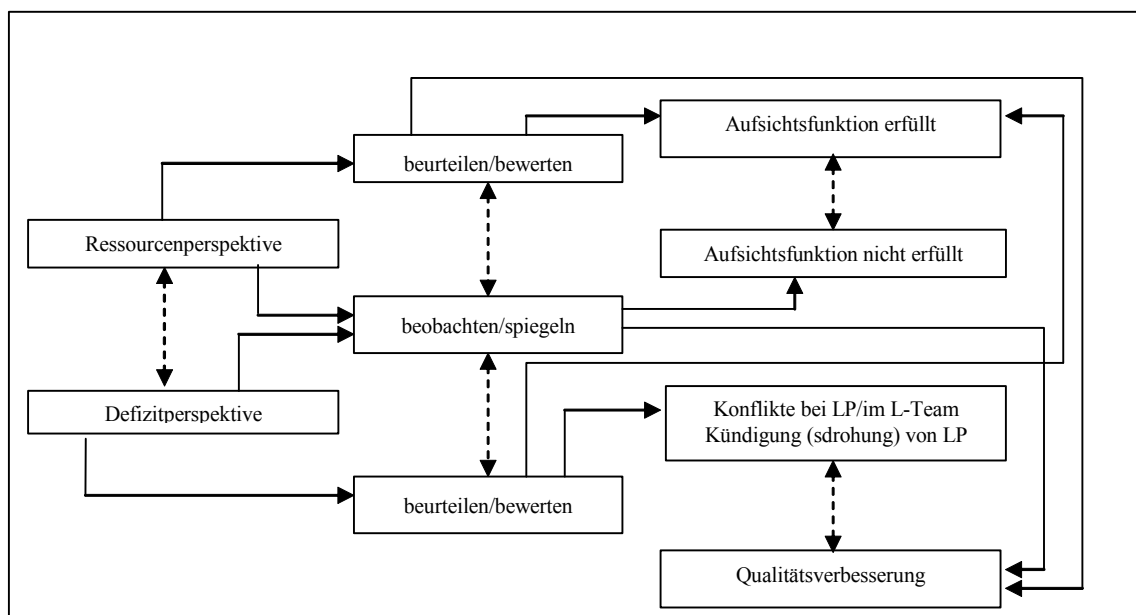 Aufsichtsfunktion erfüllt
beurteilen/bewerten
Ressourcenperspektive
Aufsichtsfunktion nicht erfüllt
beobachten/spiegeln
Defizitperspektive
Konflikte bei LP/im L-Team
Kündigung (sdrohung) von LP
beurteilen/bewerten
Qualitätsverbesserung